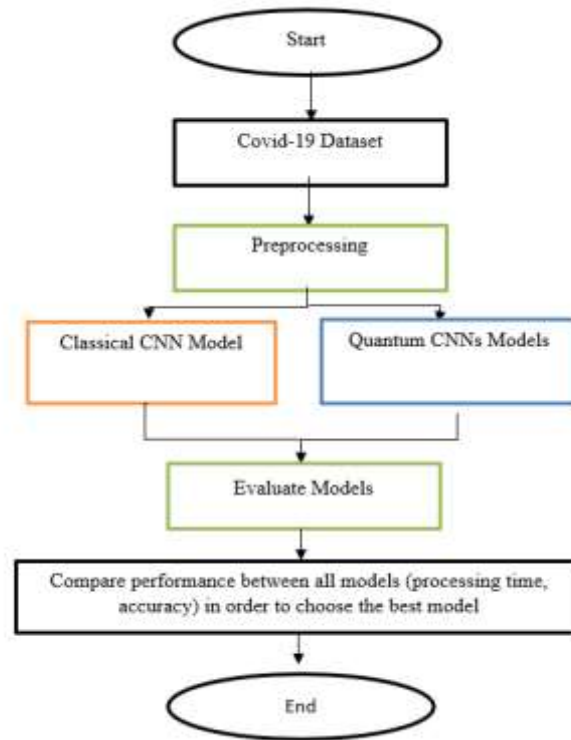 Start
Covid-19 Dataset
Preprocessing
Classical CNN Model
Quantum CNNs Models
Evaluate Models
Compare performance between all models (processing time,
accuracy) in order to choose the best model
End